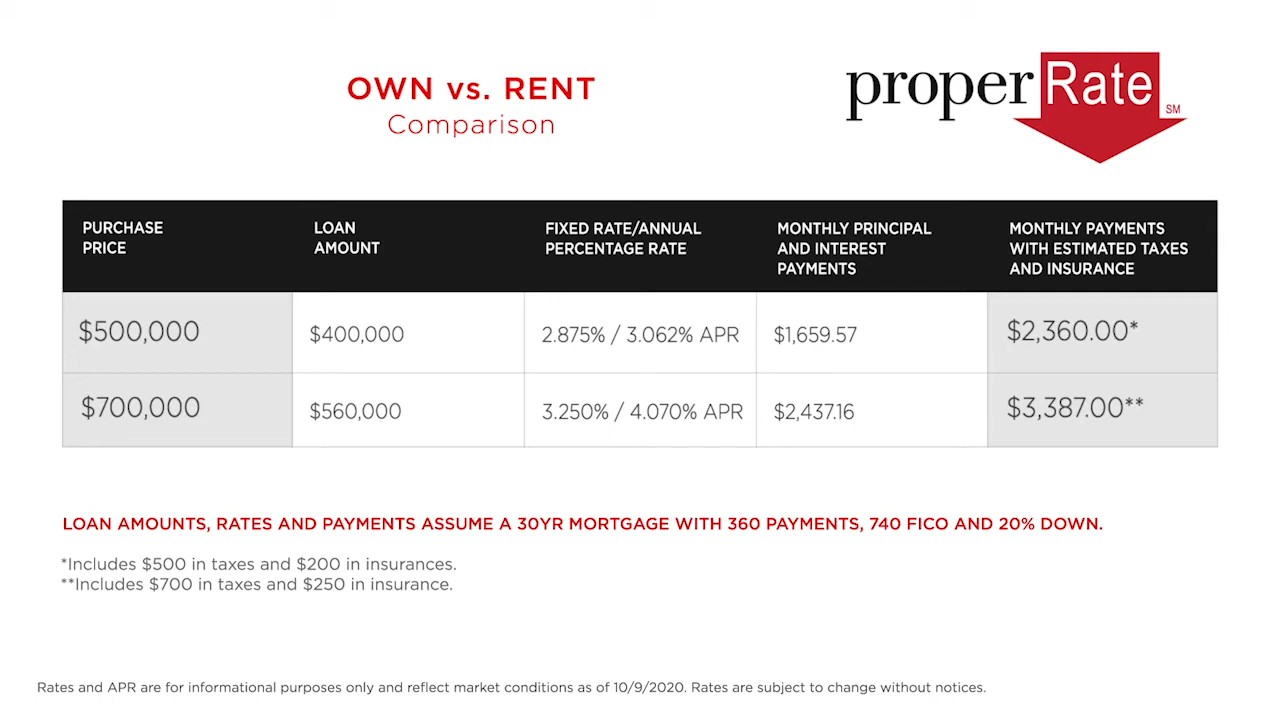 OWN vs. RENT
Comparison
properRate
SM
PURCHASE
PRICE
LOAN
AMOUNT
FIXED RATE/ANNUAL
PERCENTAGE RATE
MONTHLY PRINCIPAL
AND INTEREST
PAYMENTS
MONTHLY PAYMENTS
WITH ESTIMATED TAXES
AND INSURANCE
$500,000
$400,000
2.875% / 3.062% APR
$1,659.57
$2,360.00*
$700,000
$560,000
3.250% / 4.070% APR
$2,437.16
$3,387.00**
LOAN AMOUNTS, RATES AND PAYMENTS ASSUME A 30YR MORTGAGE WITH 360 PAYMENTS, 740 FICO AND 20% DOWN.
*Includes $500 in taxes and $200 in insurances.
**Includes $700 in taxes and $250 in insurance.
Rates and APR are for informational purposes only and reflect market conditions as of 10/9/2020. Rates are subject to change without notices.